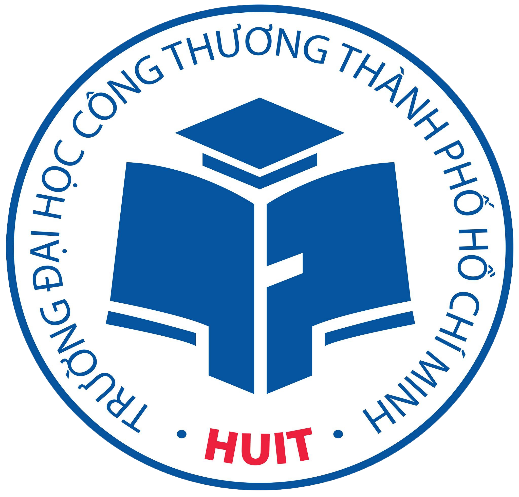 TRƯỜNG ĐẠI HỌC CÔNG THƯƠNG THÀNH PHỐ HỒ CHÍ MINH
• HUIT •